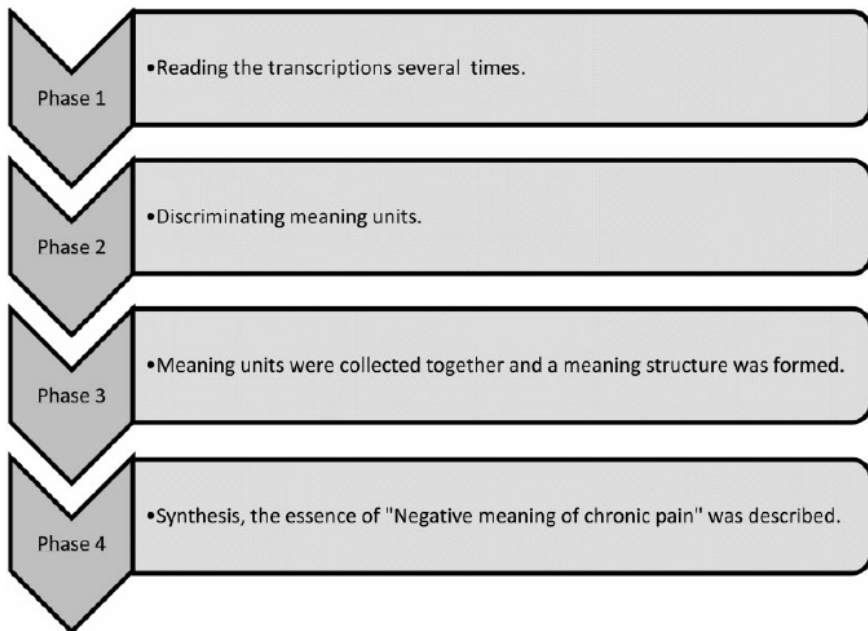 Phase 1
•Reading the transcriptions several times.
Phase 2
•Discriminating meaning units.
Phase 3
•Meaning units were collected together and a meaning structure was formed.
Phase 4
•Synthesis, the essence of "Negative meaning of chronic pain" was described.